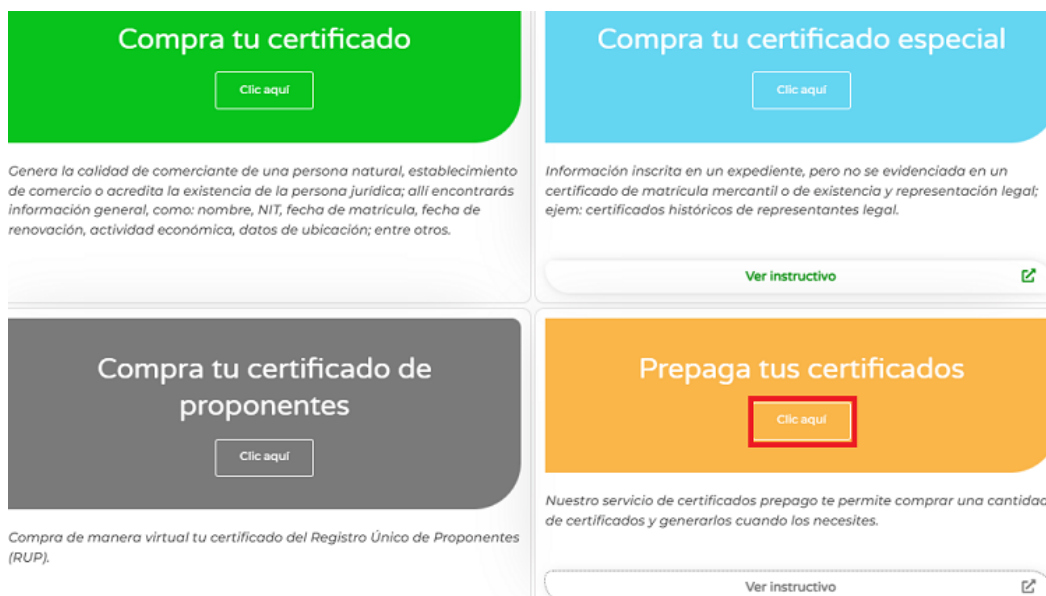 Compra tu certificado
Clic aquí
Genera la calidad de comerciante de una persona natural, establecimiento
de comercio o acredita la existencia de la persona jurídica; allí encontrarás
información general, como: nombre, NIT, fecha de matrícula, fecha de
renovación, actividad económica, datos de ubicación; entre otros.
Compra tu certificado especial
Clic aquí
Información inscrita en un expediente, pero no se evidenciada en un
certificado de matrícula mercantil o de existencia y representación legal;
ejem: certificados históricos de representantes legal.
Ver instructivo
Compra tu certificado de
proponentes
Clic aquí
Compra de manera virtual tu certificado del Registro Único de Proponentes
(RUP).
Prepaga tus certificados
Clic aquí
Nuestro servicio de certificados prepago te permite comprar una cantidad
de certificados y generarlos cuando los necesites.
Ver instructivo